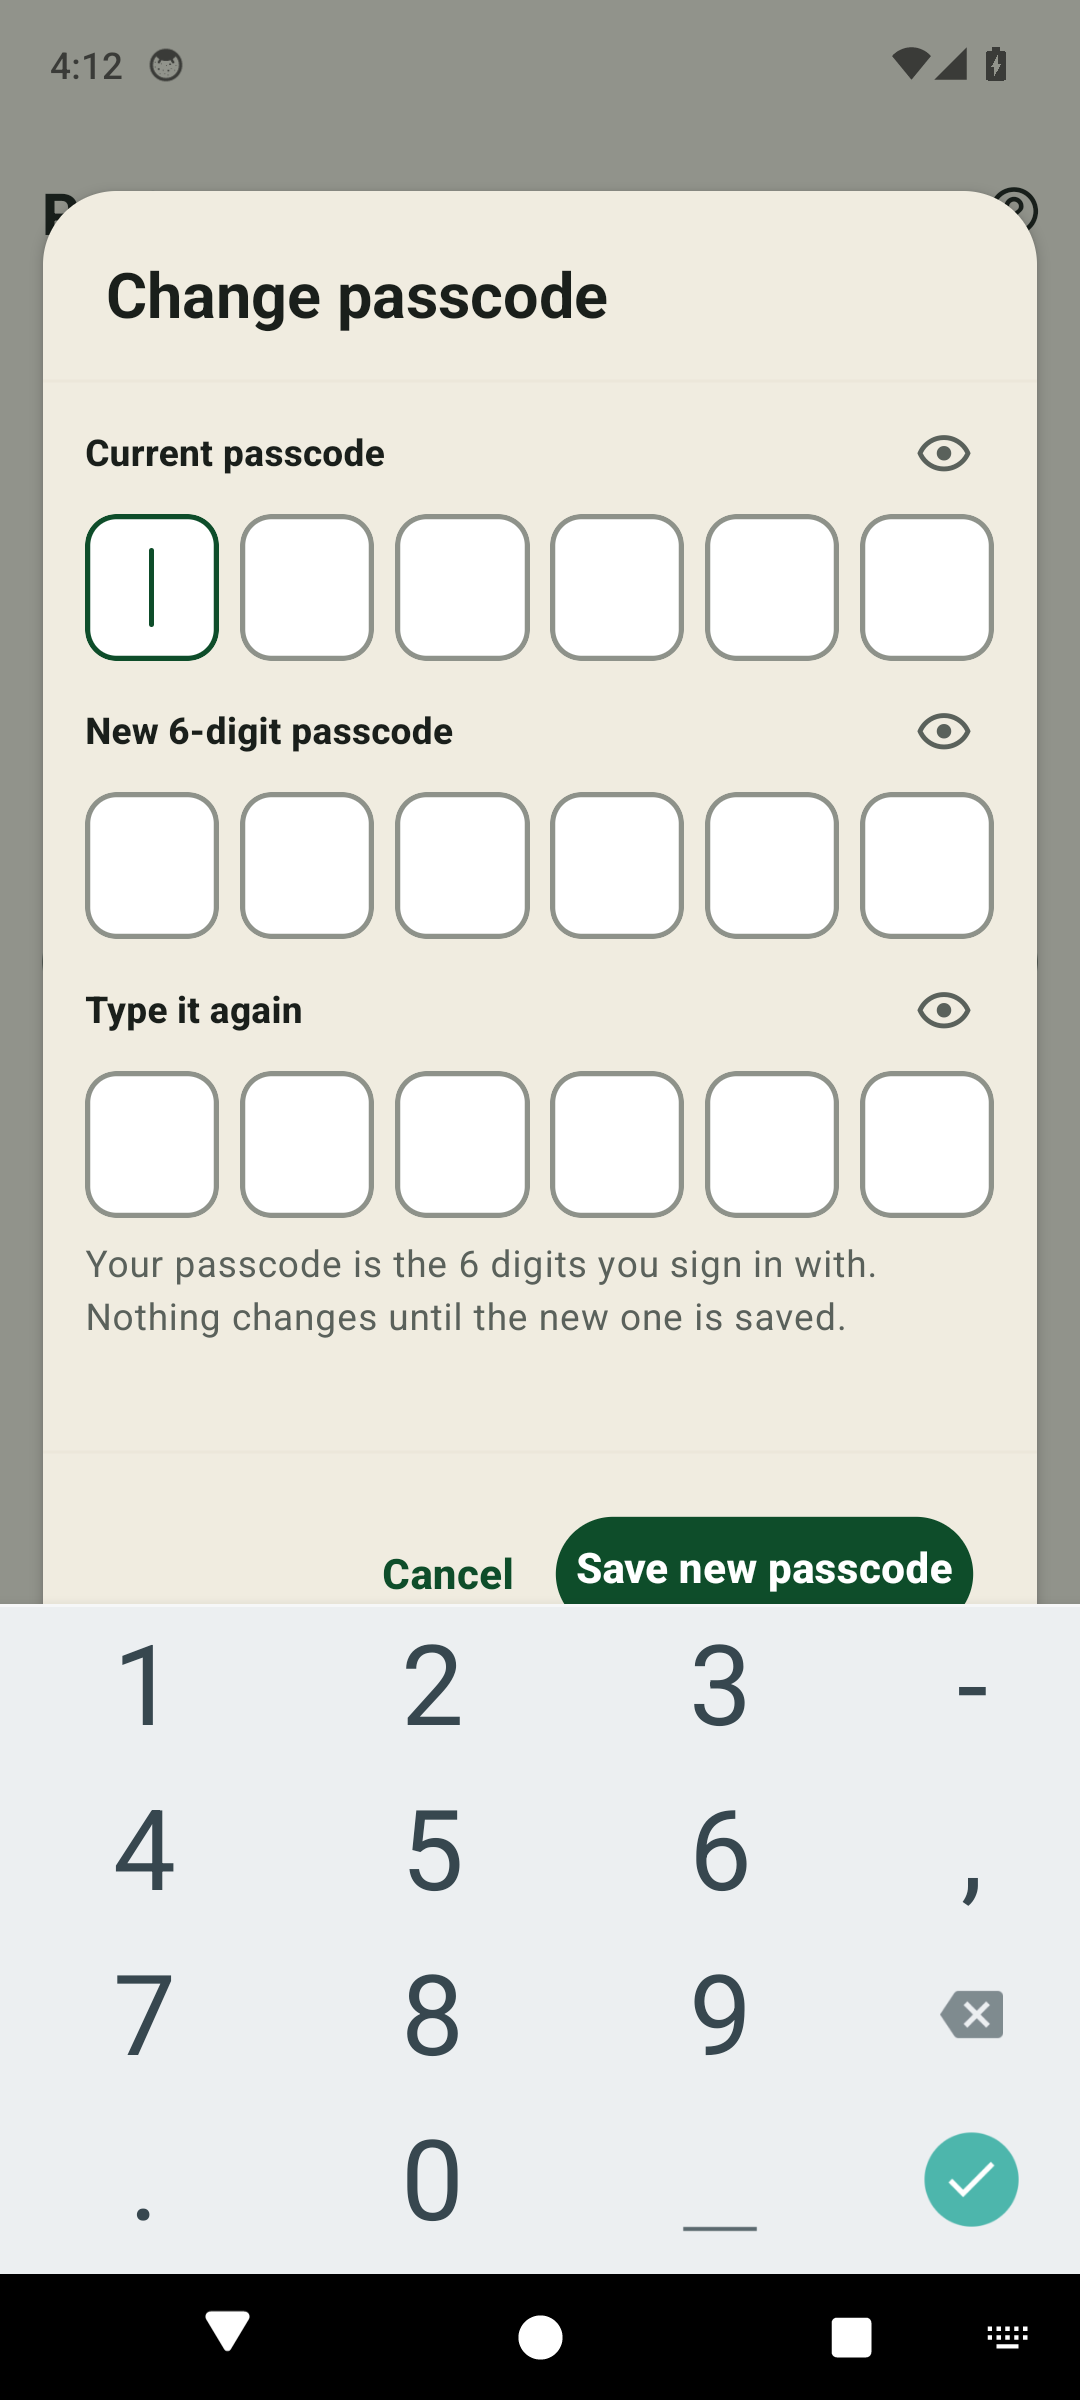 4:12
Change passcode
Current passcode
New 6-digit passcode
Type it again
Your passcode is the 6 digits you sign in with.
Nothing changes until the new one is saved.
Cancel
Save new passcode
1 2 3 -
4 5 6 ,
7 8 9
. 0